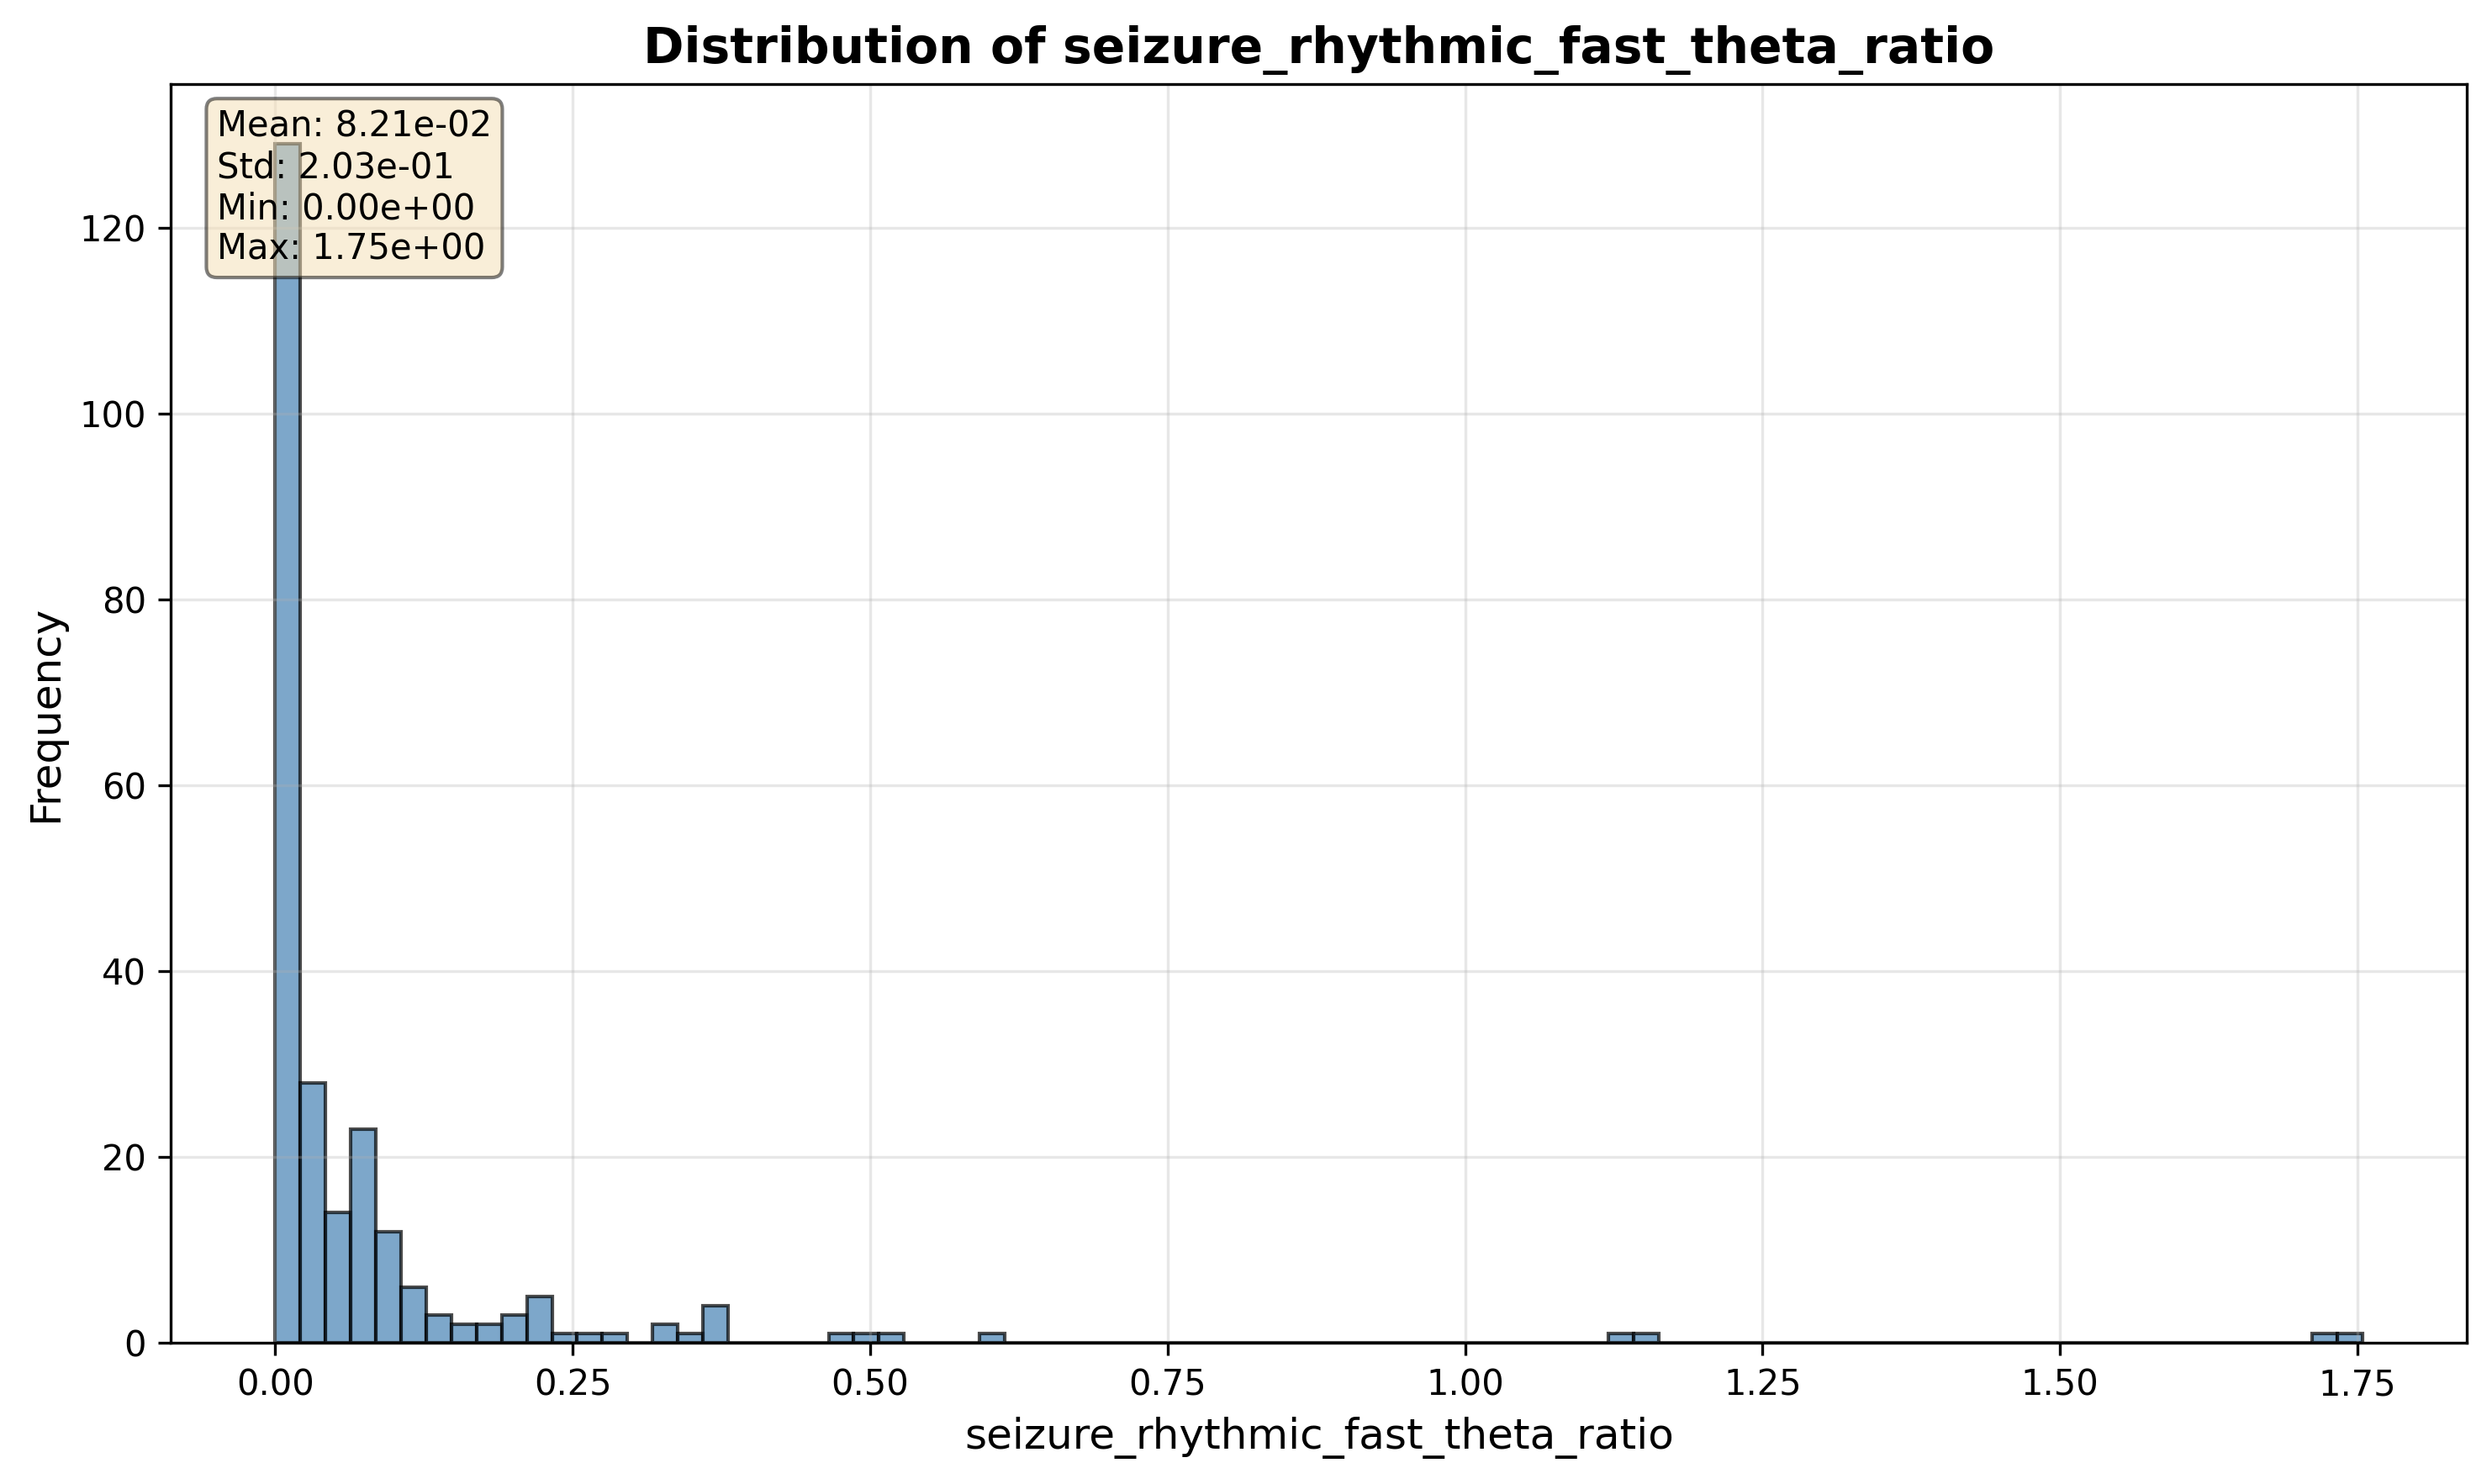 Distribution of seizure_rhythmic_fast_theta_ratio
Mean: 8.21e-02
Std: 2.03e-01
Min: 0.00e+00
Max: 1.75e+00
Frequency
120
100
80
60
40
20
0
0.00 0.25 0.50 0.75 1.00 1.25 1.50 1.75
seizure_rhythmic_fast_theta_ratio